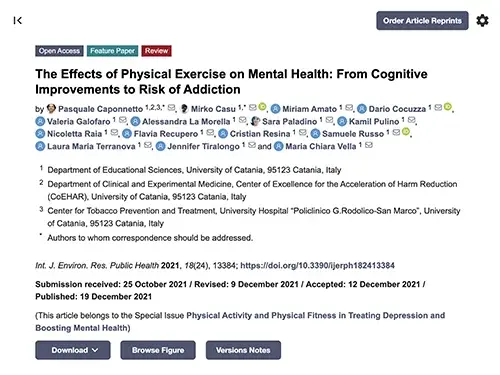 Order Article Reprints
Open Access Feature Paper Review
The Effects of Physical Exercise on Mental Health: From Cognitive
Improvements to Risk of Addiction
by Pasquale Caponnetto 1,2,3,* , Mirko Casu 1,* , Miriam Amato 1 , Dario Cocuzza 1 ,
Valeria Galofaro 1 , Alessandra La Morella 1 , Sara Paladino 1 , Kamil Pulino 1 ,
Nicoletta Raia 1 , Flavia Recupero 1 , Cristian Resina 1 , Samuele Russo 1 ,
Laura Maria Terranova 1 , Jennifer Tiralongo 1 and Maria Chiara Vella 1
1 Department of Educational Sciences, University of Catania, 95123 Catania, Italy
2 Department of Clinical and Experimental Medicine, Center of Excellence for the Acceleration of Harm Reduction
(CoEHAR), University of Catania, 95123 Catania, Italy
3 Center for Tobacco Prevention and Treatment, University Hospital “Policlinico G.Rodolico-San Marco”, University
of Catania, 95123 Catania, Italy
* Authors to whom correspondence should be addressed.
Int. J. Environ. Res. Public Health 2021, 18(24), 13384; https://doi.org/10.3390/ijerph182413384
Submission received: 25 October 2021 / Revised: 9 December 2021 / Accepted: 12 December 2021 /
Published: 19 December 2021
(This article belongs to the Special Issue Physical Activity and Physical Fitness in Treating Depression and
Boosting Mental Health)
Download Browse Figure Versions Notes